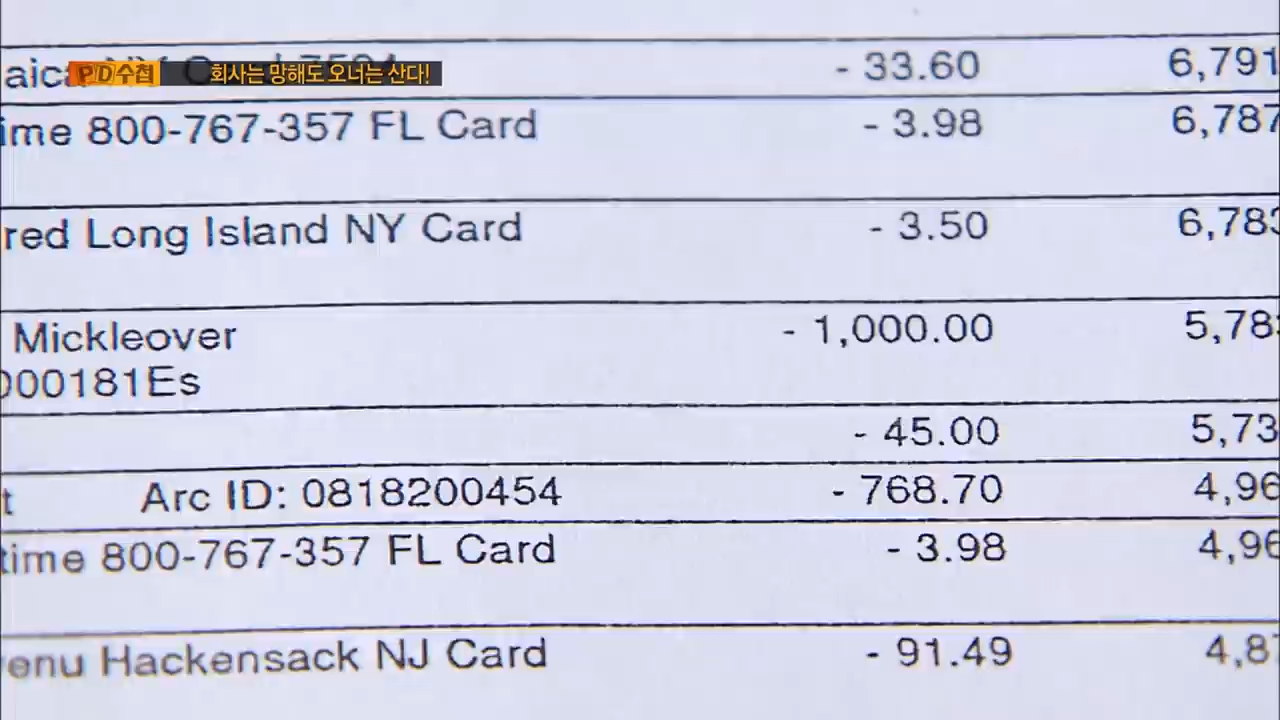 PD수첩 회사는 망해도 오너는 산다!
- 33.60 6,791
800-767-357 FL Card - 3.98 6,787
Long Island NY Card - 3.50
Mickleover - 1,000.00
000181Es
- 45.00
Arc ID: 0818200454 - 768.70
time 800-767-357 FL Card - 3.98
Hackensack NJ Card - 91.49